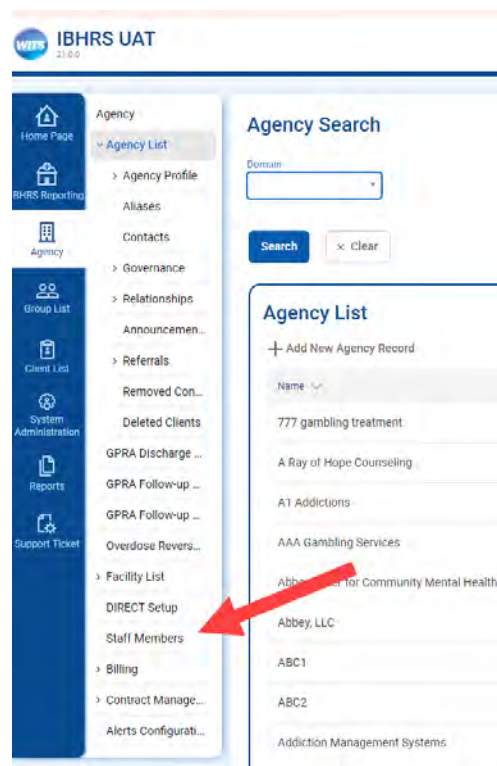 WITS
IBHRS UAT
21.0.0
Home Page
BHRS Reporting
Agency
Group List
Client List
System
Administration
Reports
Support Ticket
Agency
Agency List
Agency Profile
Aliases
Contacts
Governance
Relationships
Announcemen...
Referrals
Removed Con...
Deleted Clients
GPRA Discharge ...
GPRA Follow-up ...
GPRA Follow-up ...
Overdose Revers...
Facility List
DIRECT Setup
Staff Members
Billing
Contract Manage...
Alerts Configurati...
Agency Search
Domain
Search
× Clear
Agency List
+ Add New Agency Record
Name
777 gambling treatment
A Ray of Hope Counseling
A1 Addictions
AAA Gambling Services
for Community Mental Health
Abbey, LLC
ABC1
ABC2
Addiction Management Systems